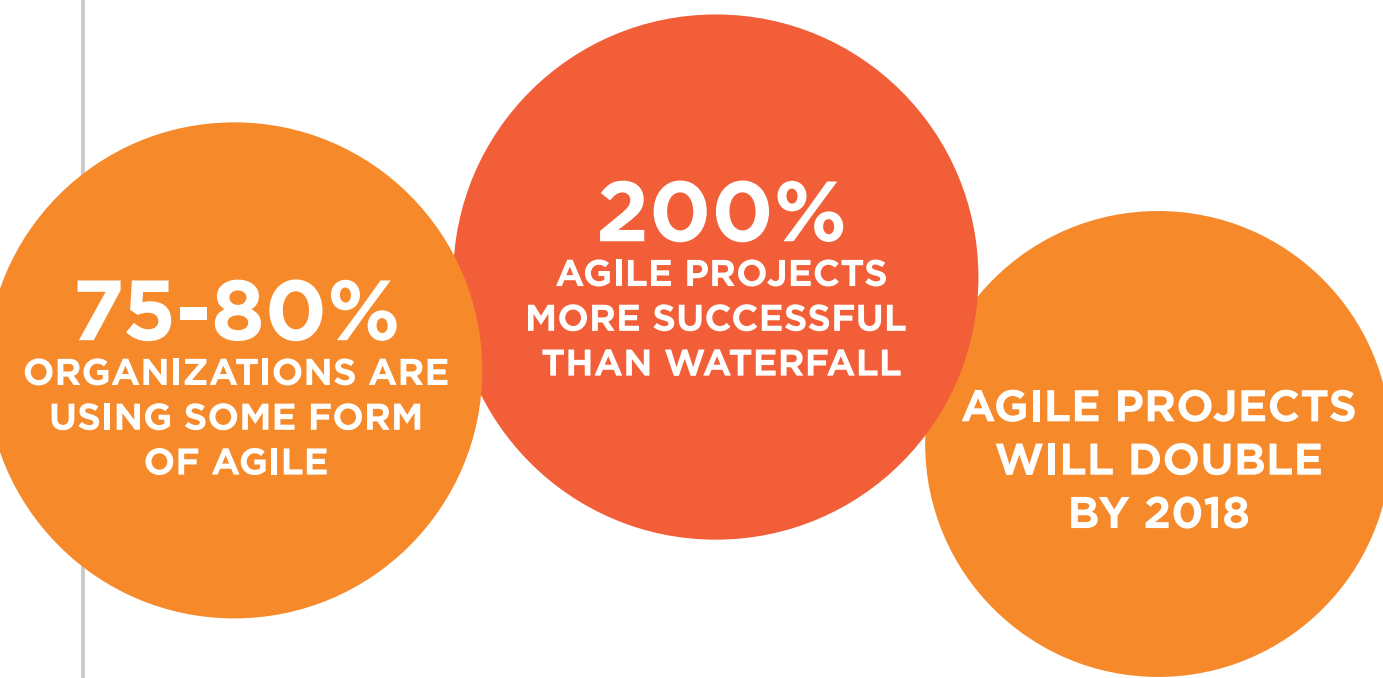 75-80%
ORGANIZATIONS ARE
USING SOME FORM
OF AGILE
200%
AGILE PROJECTS
MORE SUCCESSFUL
THAN WATERFALL
AGILE PROJECTS
WILL DOUBLE
BY 2018